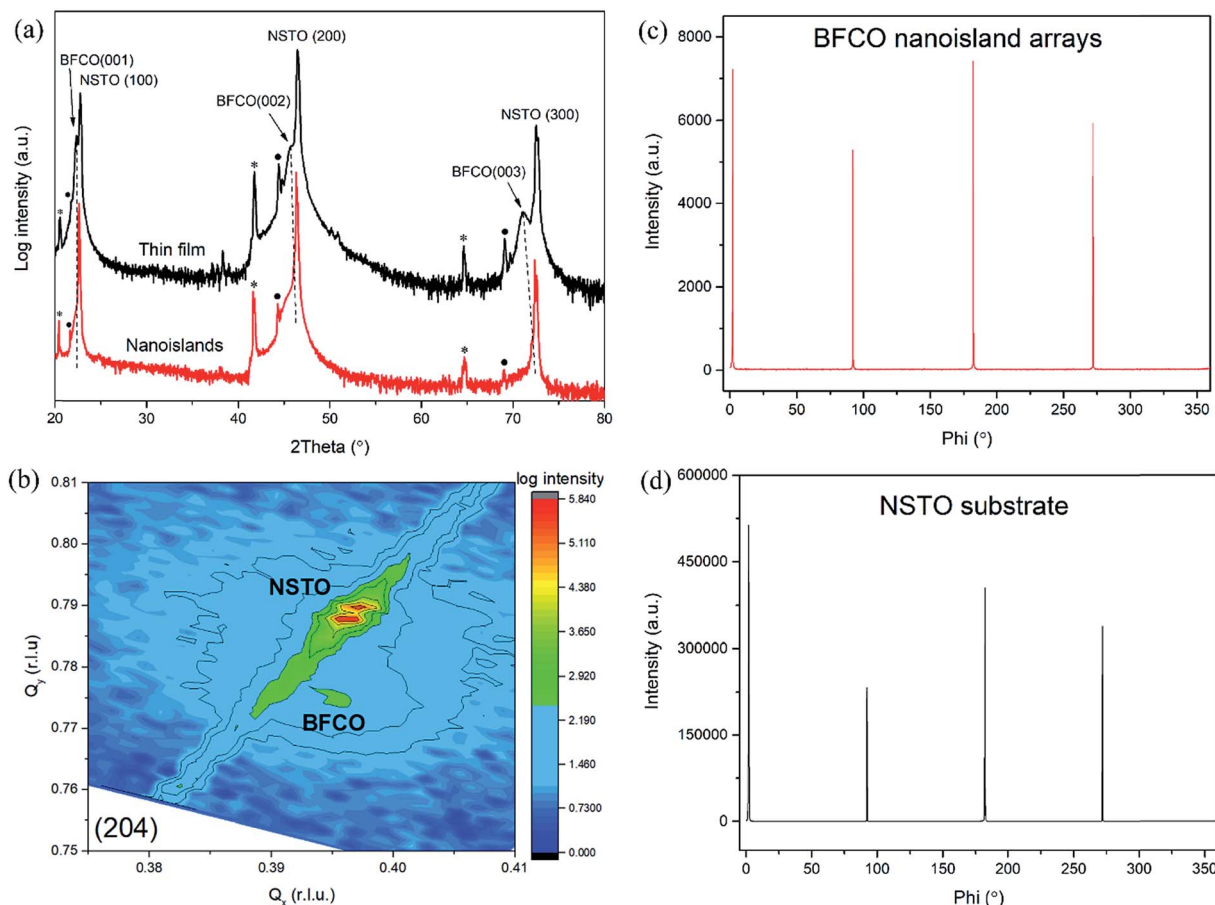 (a)
NSTO (200)
BFCO(001)
NSTO (100)
BFCO(002)
NSTO (300)
BFCO(003)
*
•
*
•
*
•
Thin film
*
•
*
•
*
•
Nanoislands
Log intensity (a.u.)
20 30 40 50 60 70 80
2Theta (°)
(c)
BFCO nanoisland arrays
Intensity (a.u.)
8000
6000
4000
2000
0
0 50 100 150 200 250 300 350
Phi (°)
(b)
log intensity
5.840
5.110
4.380
3.650
2.920
2.190
1.460
0.7300
0.000
NSTO
BFCO
(204)
Qy (r.l.u)
0.81
0.80
0.79
0.78
0.77
0.76
0.75
0.38 0.39 0.40 0.41
Qx (r.l.u.)
(d)
NSTO substrate
Intensity (a.u.)
600000
450000
300000
150000
0
0 50 100 150 200 250 300 350
Phi (°)